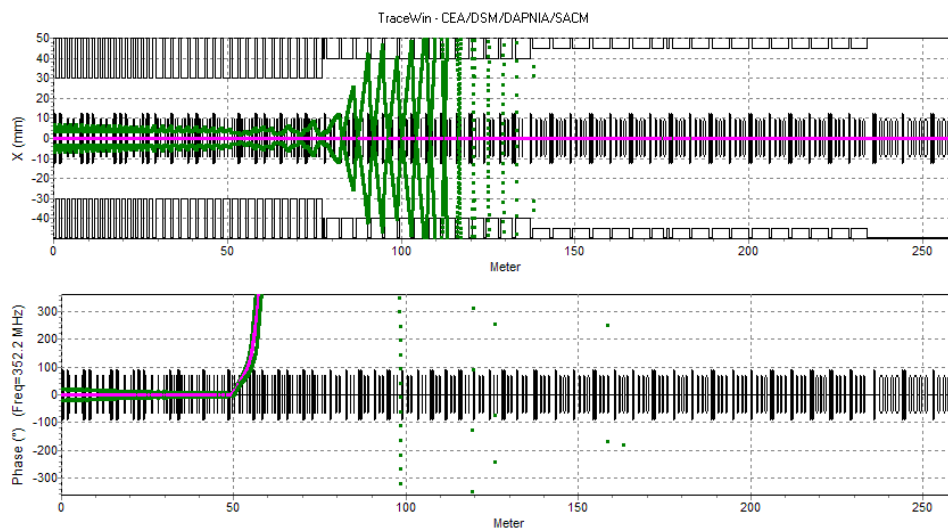 TraceWin - CEA/DSM/DAPNIA/SACM
X (mm)
50
40
30
20
10
0
-10
-20
-30
-40
0 50 100 150 200 250
Meter
Phase (°) (Freq=352.2 MHz)
300
200
100
0
-100
-200
-300
0 50 100 150 200 250
Meter